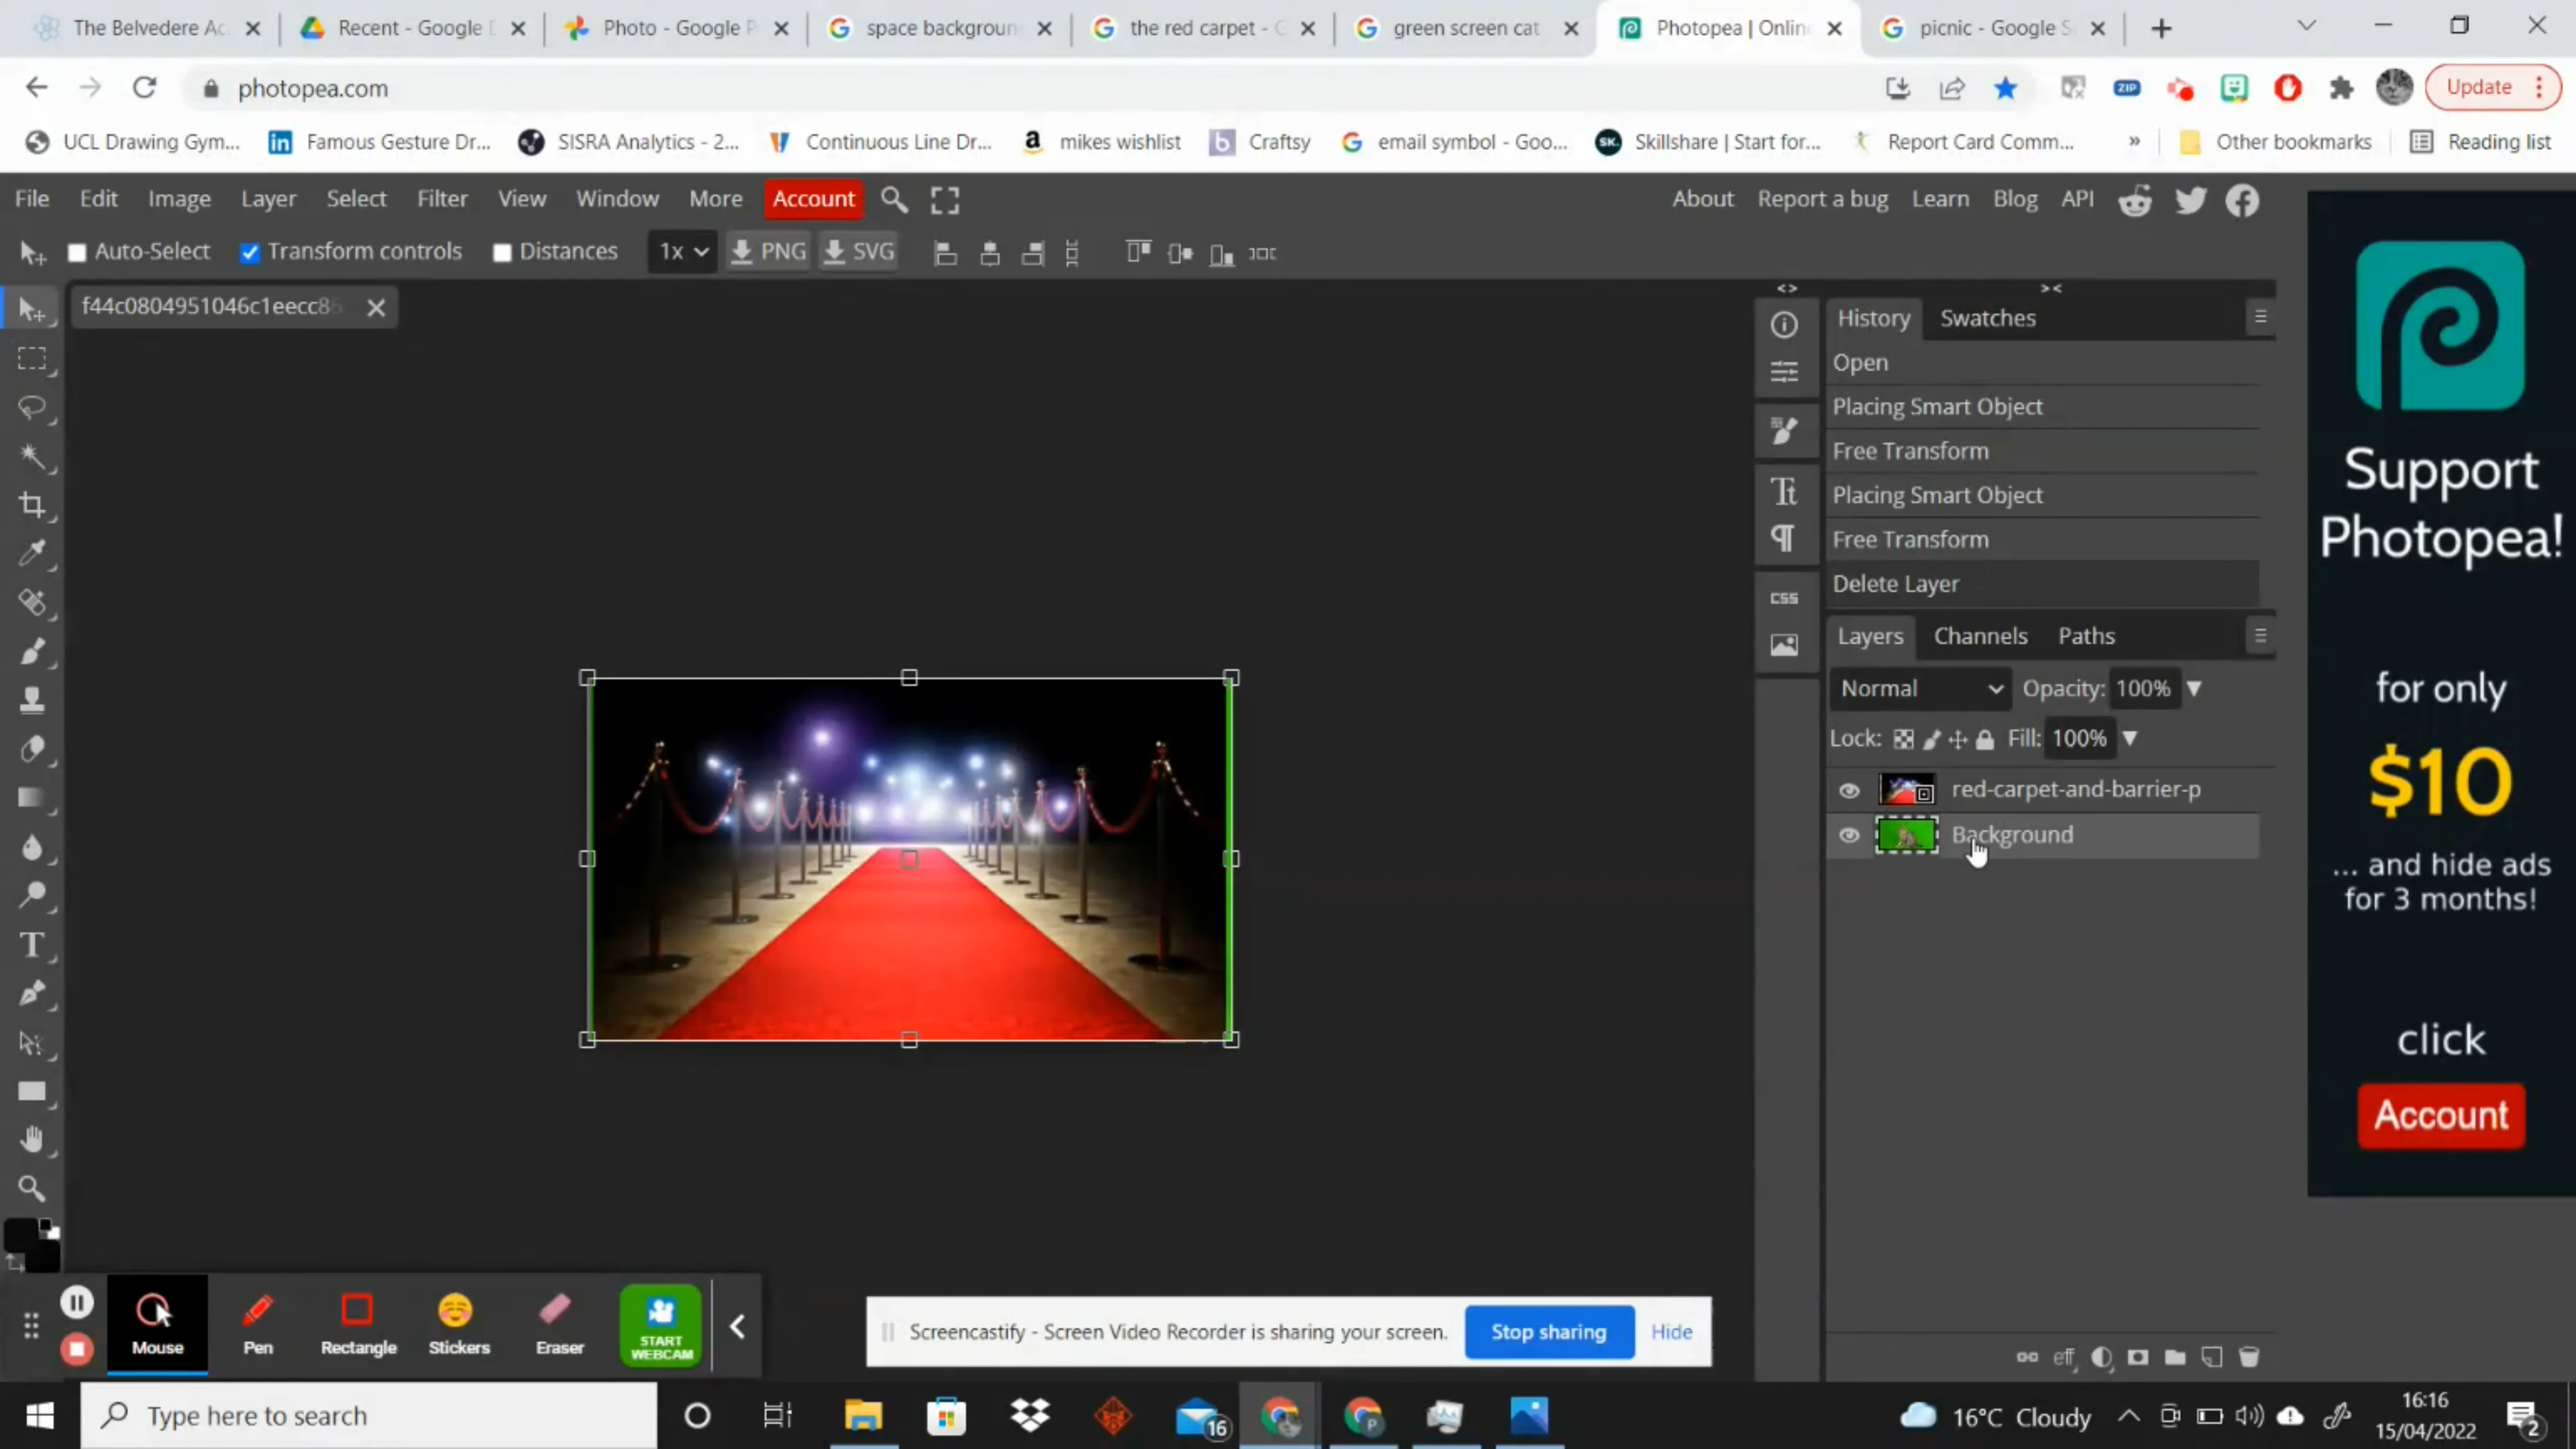 The Belvedere Ac
Recent - Google D
Photo - Google P
space backgroun
the red carpet - G
green screen cat
Photopea | Onlin
picnic - Google S
photopea.com
Update
UCL Drawing Gym...
Famous Gesture Dr...
SISRA Analytics - 2...
Continuous Line Dr...
mikes wishlist
Craftsy
email symbol - Goo...
Skillshare | Start for...
Report Card Comm...
»
Other bookmarks
Reading list
File Edit Image Layer Select Filter View Window More Account
About Report a bug Learn Blog API
Auto-Select Transform controls Distances 1x PNG SVG
f44c0804951046c1eecc86
History Swatches
Open
Placing Smart Object
Free Transform
Placing Smart Object
Free Transform
Delete Layer
CSS
Layers Channels Paths
Normal Opacity: 100%
Lock: Fill: 100%
red-carpet-and-barrier-p
Background
eff
Support
Photopea!
for only
$10
... and hide ads
for 3 months!
click
Account
Mouse
Pen
Rectangle
Stickers
Eraser
START
WEBCAM
Screencastify - Screen Video Recorder is sharing your screen.
Stop sharing
Hide
Type here to search
16
16°C Cloudy
16:16
15/04/2022
2